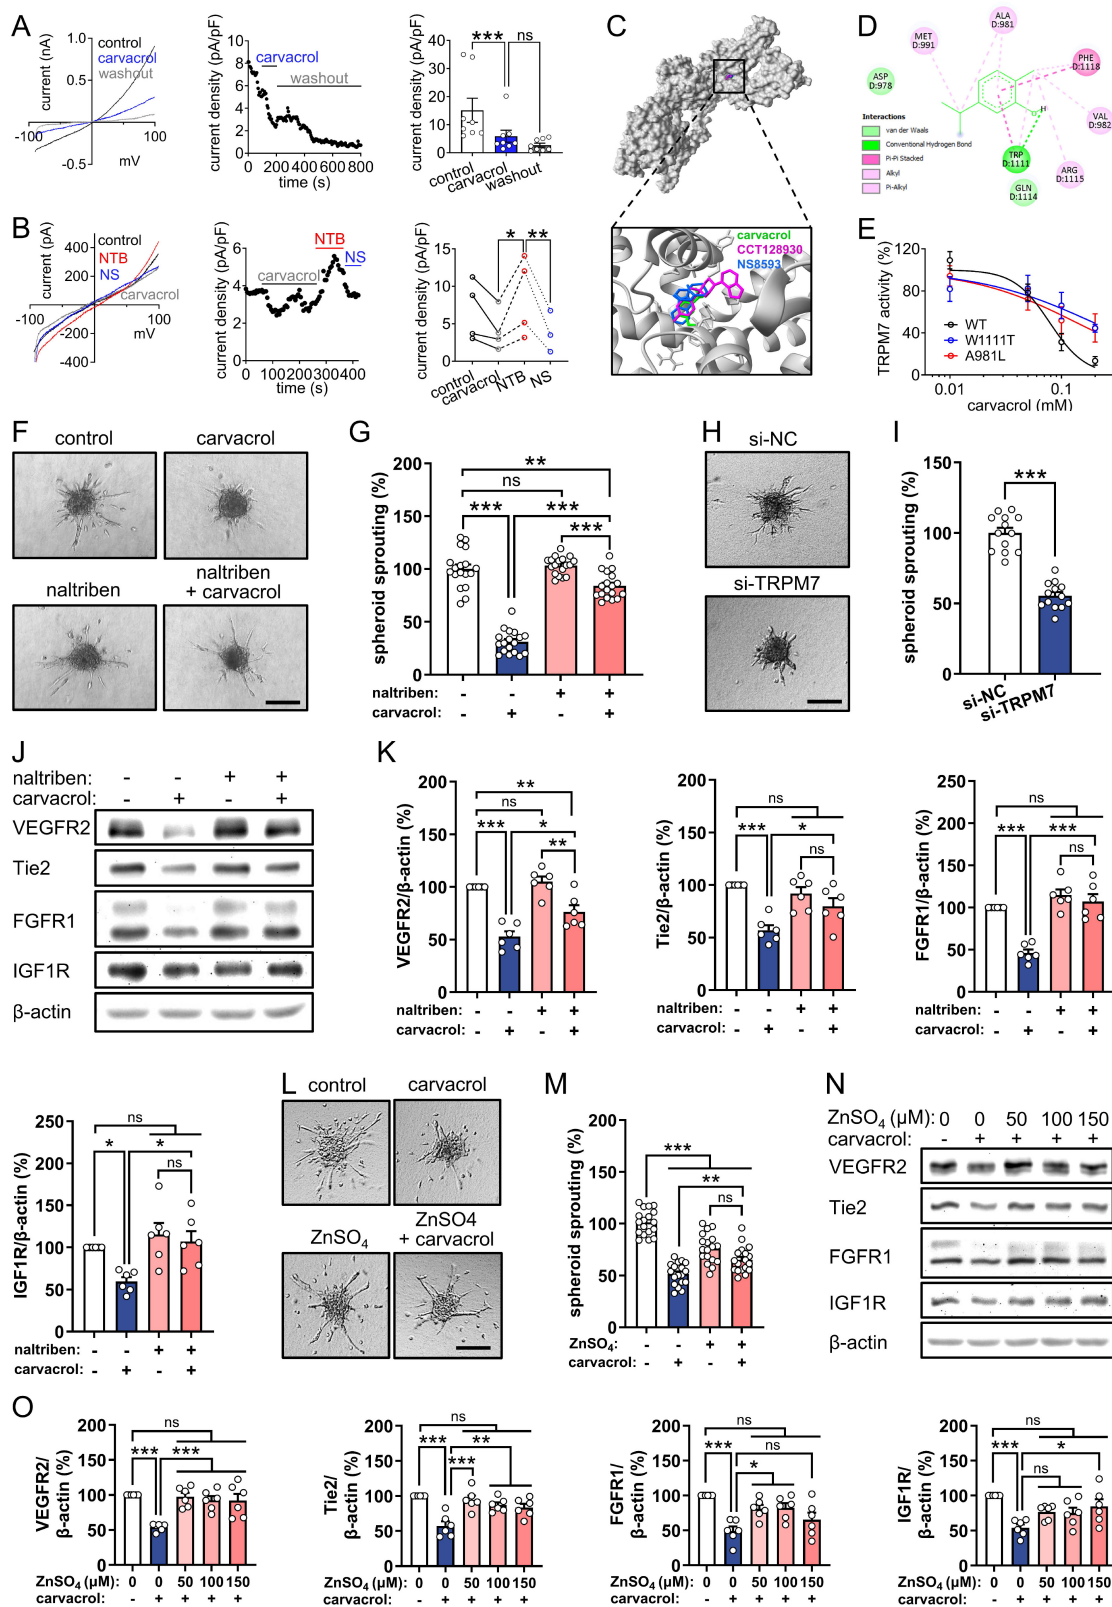 A
current (nA)
1.0
0.5
-0.5
-100
100
mV
control
carvacrol
washout
current density (pA/pF)
8
6
4
2
0
carvacrol
washout
0 200 400 600 800
time (s)
current density (pA/pF)
40
30
20
10
0
*** ns
control
carvacrol
washout
B
current (pA)
400
200
-200
-400
-100
100
mV
control
NTB
NS
carvacrol
current density (pA/pF)
6
4
2
0
NTB
NS
carvacrol
0 100 200 300 400
time (s)
current density (pA/pF)
15
10
5
0
* **
control
carvacrol
NTB
NS
C
carvacrol
CCT128930
NS8593
D
ALA
D:981
MET
D:991
PHE
D:1118
ASP
D:978
VAL
D:982
H
TRP
D:1111
ARG
D:1115
GLN
D:1114
Interactions
van der Waals
Conventional Hydrogen Bond
Pi-Pi Stacked
Alkyl
Pi-Alkyl
E
TRPM7 activity (%)
120
80
40
0
WT
W1111T
A981L
0.01 0.1
carvacrol (mM)
F
control carvacrol
naltriben
naltriben
+ carvacrol
G
spheroid sprouting (%)
200
150
100
50
0
**
ns
*** ***
***
naltriben: - - + +
carvacrol: - + - +
H
si-NC
si-TRPM7
I
spheroid sprouting (%)
150
100
50
0
***
si-NC
si-TRPM7
J
naltriben: - - + +
carvacrol: - + - +
VEGFR2
Tie2
FGFR1
IGF1R
β-actin
K
VEGFR2/β-actin (%)
200
150
100
50
0
**
ns
*** *
**
naltriben: - - + +
carvacrol: - + - +
Tie2/β-actin (%)
200
150
100
50
0
ns
*** *
ns
naltriben: - - + +
carvacrol: - + - +
FGFR1/β-actin (%)
250
200
150
100
50
0
ns
*** ***
ns
naltriben: - - + +
carvacrol: - + - +
IGF1R/β-actin (%)
250
200
150
100
50
0
ns
* *
ns
naltriben: - - + +
carvacrol: - + - +
L
control carvacrol
ZnSO₄
ZnSO4
+ carvacrol
M
spheroid sprouting (%)
200
150
100
50
0
***
**
ns
ZnSO₄: - - + +
carvacrol: - + - +
N
ZnSO₄ (μM): 0 0 50 100 150
carvacrol: - + + + +
VEGFR2
Tie2
FGFR1
IGF1R
β-actin
O
VEGFR2/
β-actin (%)
200
150
100
50
0
ns
*** ***
ZnSO₄ (μM): 0 0 50 100 150
carvacrol: - + + + +
Tie2/
β-actin (%)
200
150
100
50
0
ns
*** **
***
ZnSO₄ (μM): 0 0 50 100 150
carvacrol: - + + + +
FGFR1/
β-actin (%)
200
150
100
50
0
ns
*** ns
*
ZnSO₄ (μM): 0 0 50 100 150
carvacrol: - + + + +
IGF1R/
β-actin (%)
200
150
100
50
0
ns
*** *
ns
ZnSO₄ (μM): 0 0 50 100 150
carvacrol: - + + + +